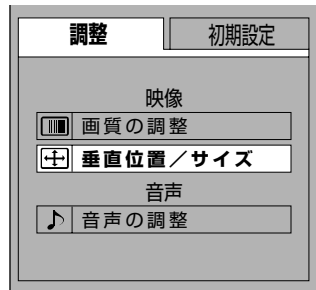 調整 初期設定
映像
画質の調整
垂直位置／サイズ
音声
音声の調整